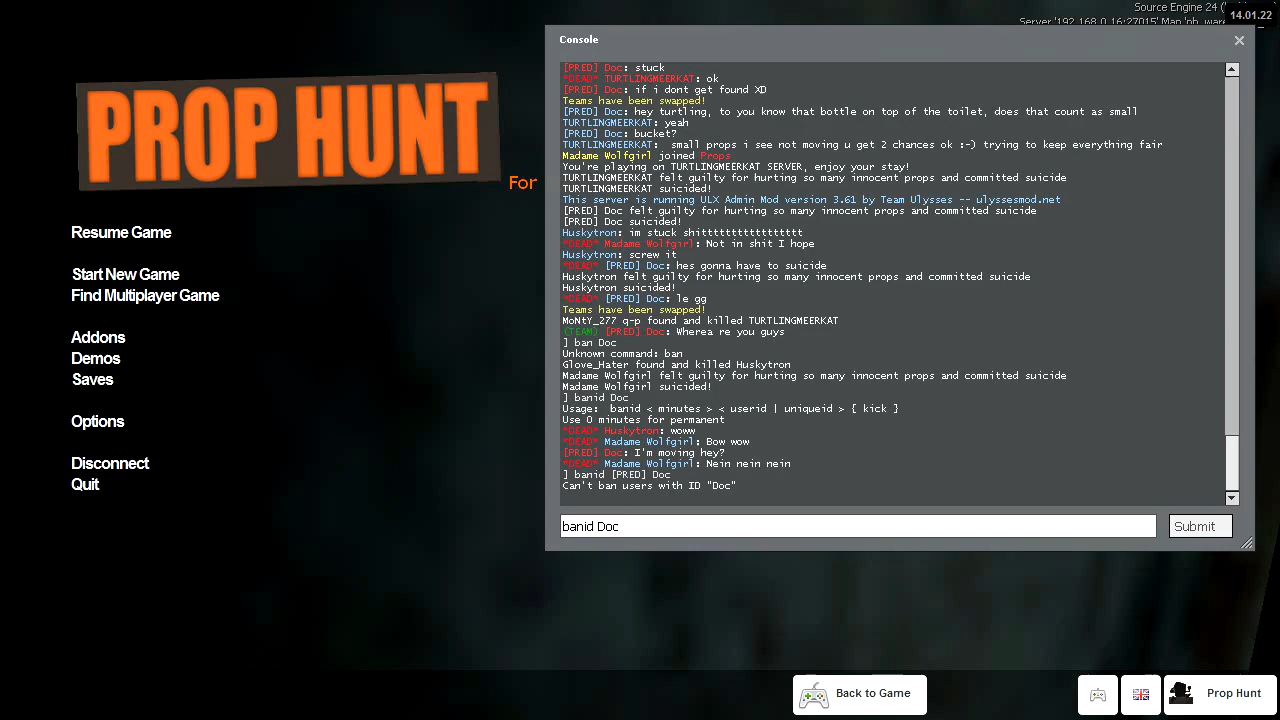 Source Engine 24 (
14.01.22
Server '192.168.0.16:27015' Map 'ph_ware
PROP HUNT
For
Resume Game
Start New Game
Find Multiplayer Game
Addons
Demos
Saves
Options
Disconnect
Quit
Console
[PRED] Doc: stuck
*DEAD* TURTLINGMEERKAT: ok
[PRED] Doc: if i dont get found XD
Teams have been swapped!
[PRED] Doc: hey turtling, to you know that bottle on top of the toilet, does that count as small
TURTLINGMEERKAT: yeah
[PRED] Doc: bucket?
TURTLINGMEERKAT: small props i see not moving u get 2 chances ok :-) trying to keep everything fair
Madame Wolfgirl joined Props
You're playing on TURTLINGMEERKAT SERVER, enjoy your stay!
TURTLINGMEERKAT felt guilty for hurting so many innocent props and committed suicide
TURTLINGMEERKAT suicided!
This server is running ULX Admin Mod version 3.61 by Team Ulysses -- ulyssesmod.net
[PRED] Doc felt guilty for hurting so many innocent props and committed suicide
[PRED] Doc suicided!
Huskytron: im stuck shittttttttttttttttt
*DEAD* Madame Wolfgirl: Not in shit I hope
Huskytron: screw it
*DEAD* [PRED] Doc: hes gonna have to suicide
Huskytron felt guilty for hurting so many innocent props and committed suicide
Huskytron suicided!
*DEAD* [PRED] Doc: le gg
Teams have been swapped!
MoNtY_277 q-p found and killed TURTLINGMEERKAT
(TEAM) [PRED] Doc: Wherea re you guys
] ban Doc
Unknown command: ban
Glove_Hater found and killed Huskytron
Madame Wolfgirl felt guilty for hurting so many innocent props and committed suicide
Madame Wolfgirl suicided!
] banid Doc
Usage: banid < minutes > < userid | uniqueid > { kick }
Use 0 minutes for permanent
*DEAD* Huskytron: woww
*DEAD* Madame Wolfgirl: Bow wow
[PRED] Doc: I'm moving hey?
*DEAD* Madame Wolfgirl: Nein nein nein
] banid [PRED] Doc
Can't ban users with ID "Doc"
banid Doc
Submit
Back to Game
Prop Hunt